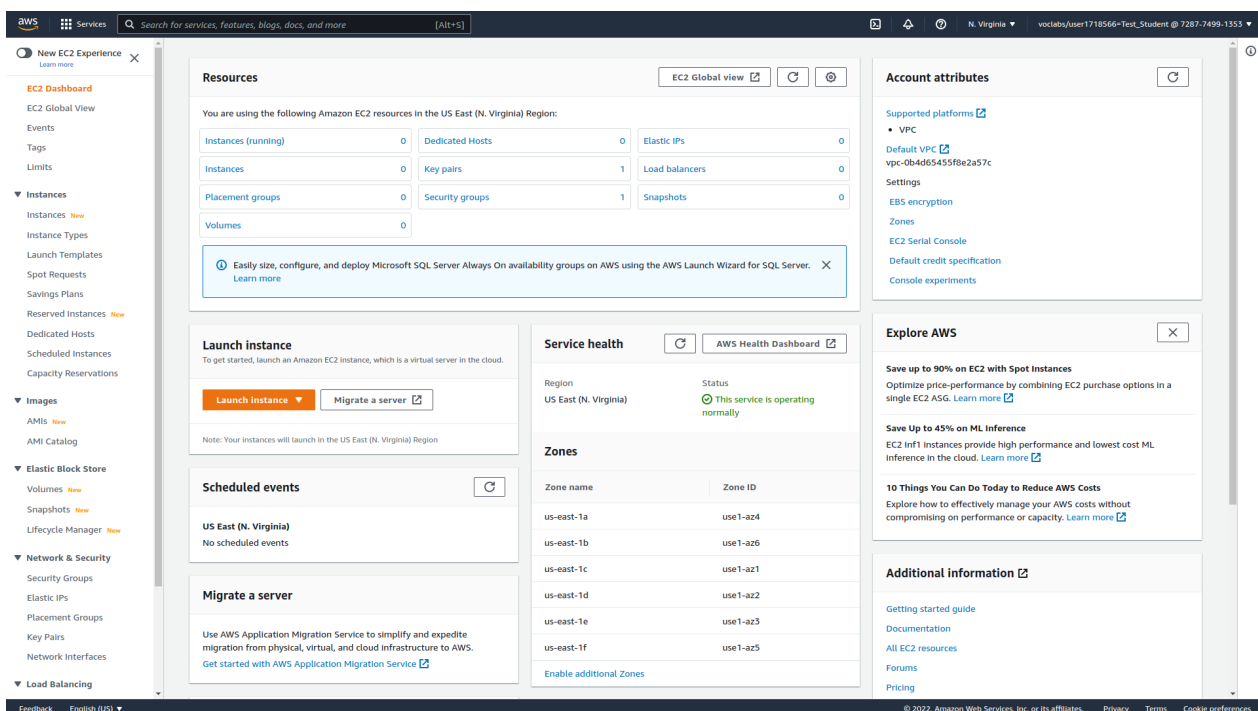 aws
Services
Search for services, features, blogs, docs, and more
[Alt+S]
N. Virginia ▼
voclabs/user1718566=Test_Student @ 7287-7499-1353 ▼
New EC2 Experience
Learn more
EC2 Dashboard
EC2 Global View
Events
Tags
Limits
▼ Instances
Instances New
Instance Types
Launch Templates
Spot Requests
Savings Plans
Reserved Instances New
Dedicated Hosts
Scheduled Instances
Capacity Reservations
▼ Images
AMIs New
AMI Catalog
▼ Elastic Block Store
Volumes New
Snapshots New
Lifecycle Manager New
▼ Network & Security
Security Groups
Elastic IPs
Placement Groups
Key Pairs
Network Interfaces
▼ Load Balancing
Resources
EC2 Global view
You are using the following Amazon EC2 resources in the US East (N. Virginia) Region:
Instances (running) 0
Dedicated Hosts 0
Elastic IPs 0
Instances 0
Key pairs 1
Load balancers 0
Placement groups 0
Security groups 1
Snapshots 0
Volumes 0
Easily size, configure, and deploy Microsoft SQL Server Always On availability groups on AWS using the AWS Launch Wizard for SQL Server.
Learn more
Launch instance
To get started, launch an Amazon EC2 instance, which is a virtual server in the cloud.
Launch instance ▼
Migrate a server
Note: Your instances will launch in the US East (N. Virginia) Region
Scheduled events
US East (N. Virginia)
No scheduled events
Migrate a server
Use AWS Application Migration Service to simplify and expedite
migration from physical, virtual, and cloud infrastructure to AWS.
Get started with AWS Application Migration Service
Service health
AWS Health Dashboard
Region
US East (N. Virginia)
Status
This service is operating
normally
Zones
Zone name Zone ID
us-east-1a use1-az4
us-east-1b use1-az6
us-east-1c use1-az1
us-east-1d use1-az2
us-east-1e use1-az3
us-east-1f use1-az5
Enable additional Zones
Account attributes
Supported platforms
• VPC
Default VPC
vpc-0b4d65455f8e2a57c
Settings
EBS encryption
Zones
EC2 Serial Console
Default credit specification
Console experiments
Explore AWS
Save up to 90% on EC2 with Spot Instances
Optimize price-performance by combining EC2 purchase options in a
single EC2 ASG. Learn more
Save Up to 45% on ML Inference
EC2 Inf1 instances provide high performance and lowest cost ML
inference in the cloud. Learn more
10 Things You Can Do Today to Reduce AWS Costs
Explore how to effectively manage your AWS costs without
compromising on performance or capacity. Learn more
Additional information
Getting started guide
Documentation
All EC2 resources
Forums
Pricing
Feedback
English (US) ▼
© 2022, Amazon Web Services, Inc. or its affiliates.
Privacy
Terms
Cookie preferences